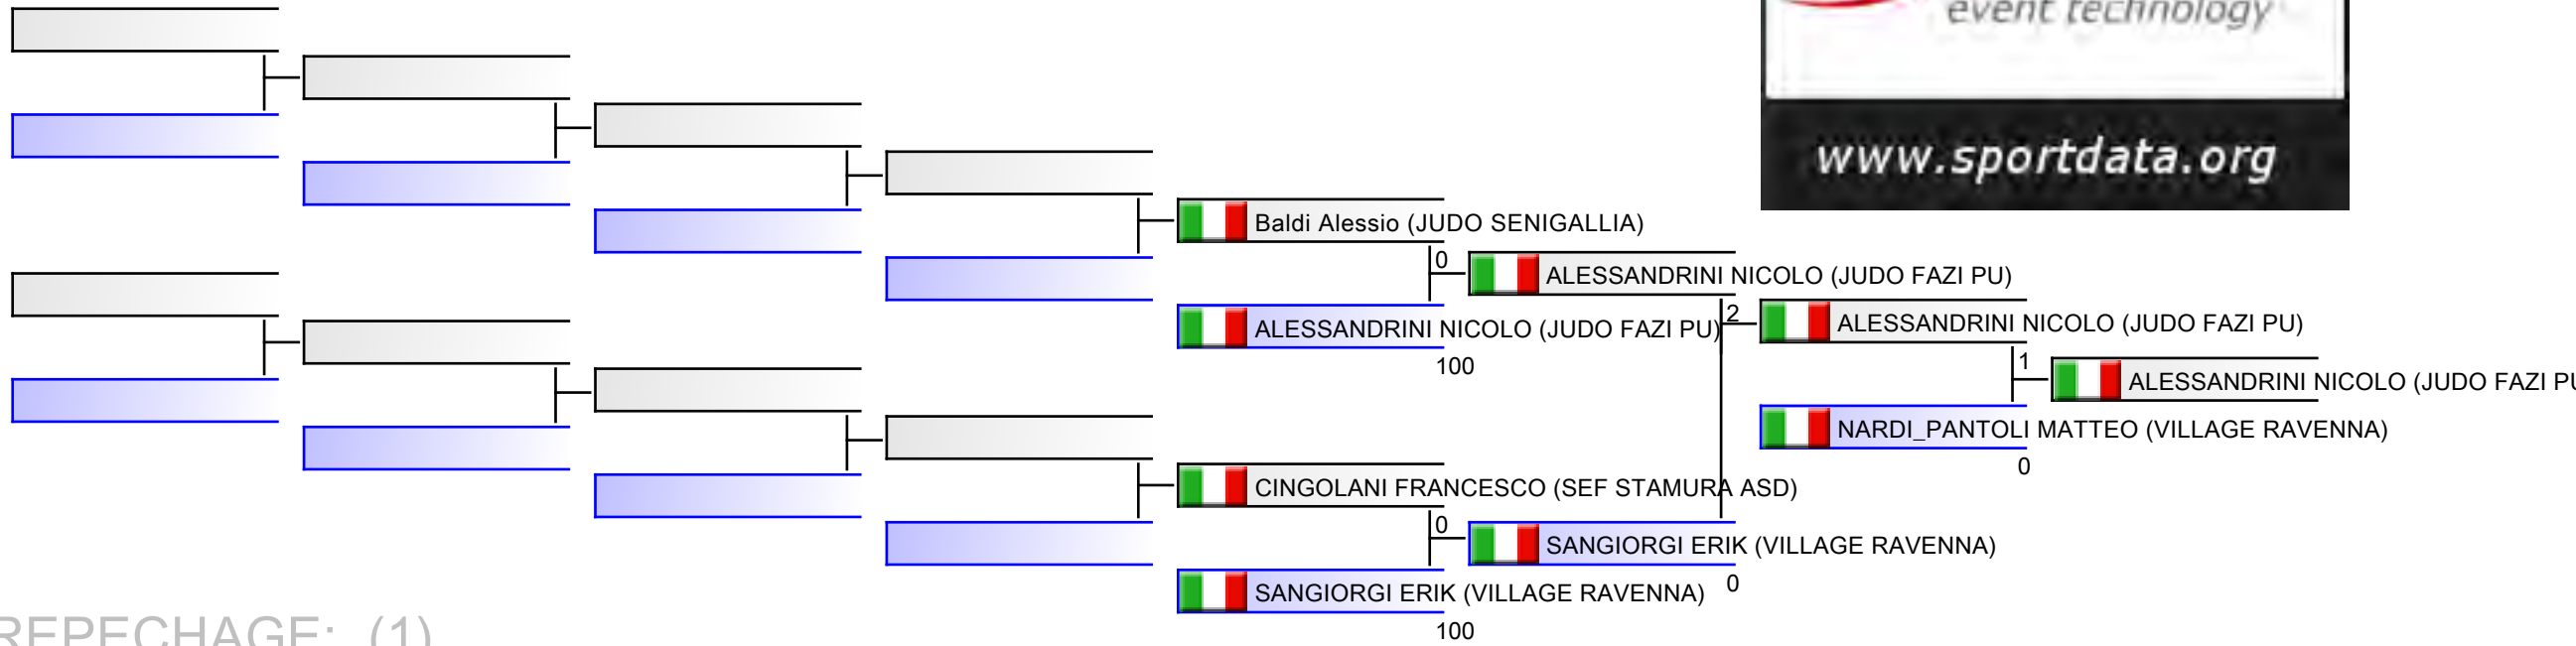 event technology
www.sportdata.org
Baldi Alessio (JUDO SENIGALLIA)
0
ALESSANDRINI NICOLO (JUDO FAZI PU)
ALESSANDRINI NICOLO (JUDO FAZI PU)
100
2
ALESSANDRINI NICOLO (JUDO FAZI PU)
1
ALESSANDRINI NICOLO (JUDO FAZI PU
NARDI_PANTOLI MATTEO (VILLAGE RAVENNA)
0
CINGOLANI FRANCESCO (SEF STAMURA ASD)
0
SANGIORGI ERIK (VILLAGE RAVENNA)
0
SANGIORGI ERIK (VILLAGE RAVENNA)
100
REPECHAGE: (1)